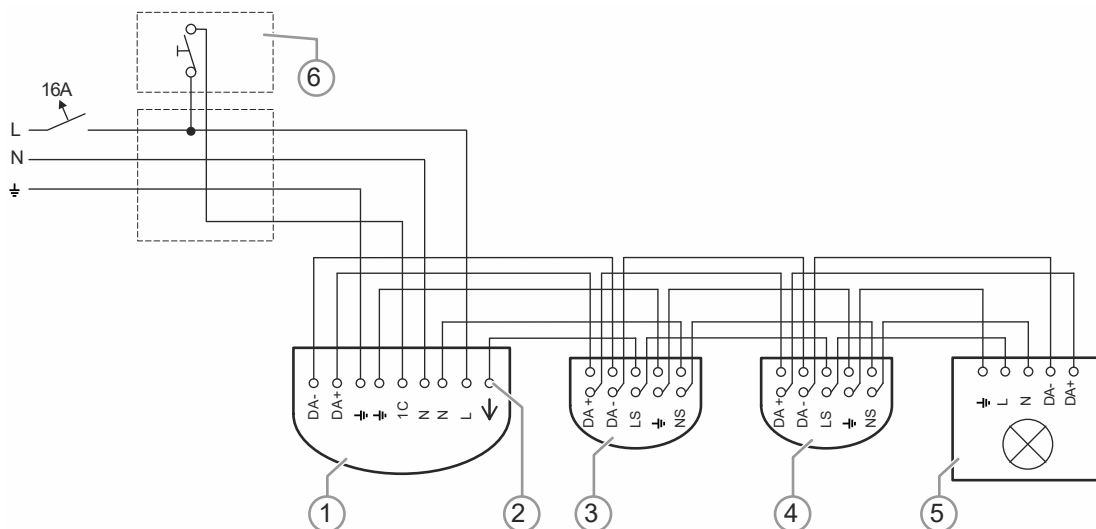 6
16A
L
N
⏚
DA-
DA+
⏚
⏚
1C
N
N
L
↓
DA+
DA-
LS
⏚
NS
DA+
DA-
LS
⏚
NS
⏚
L
N
DA-
DA+
1
2
3
4
5